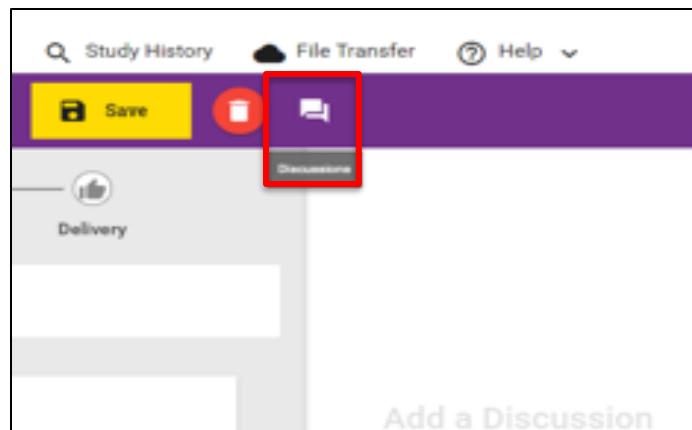 Study History File Transfer Help
Save
Discussions
Delivery
Add a Discussion